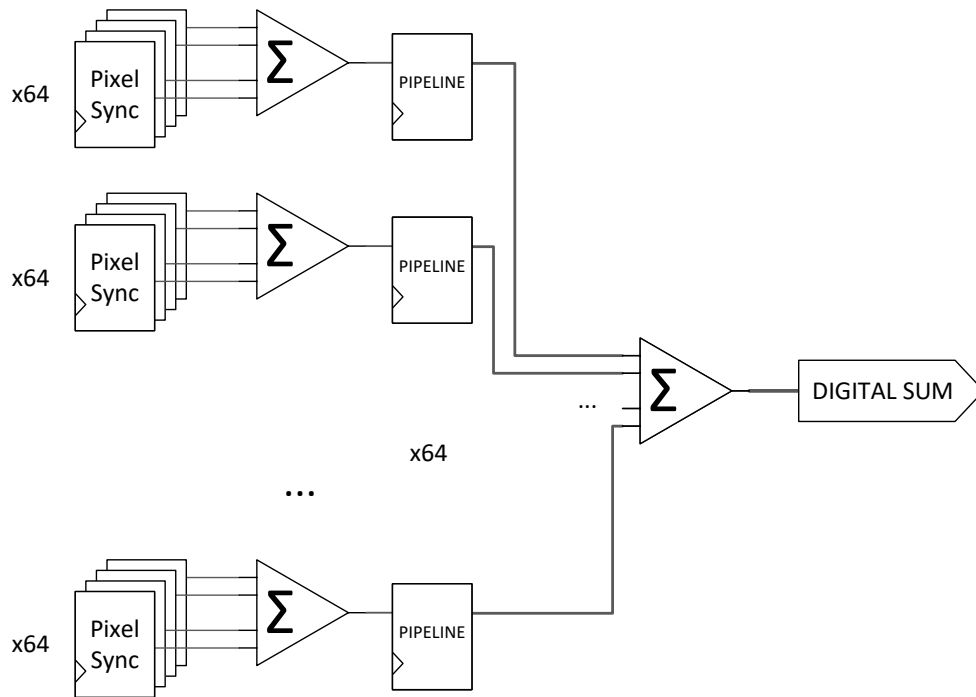 x64
Pixel
Sync
Σ
PIPELINE
x64
Pixel
Sync
Σ
PIPELINE
Σ
DIGITAL SUM
...
x64
...
x64
Pixel
Sync
Σ
PIPELINE